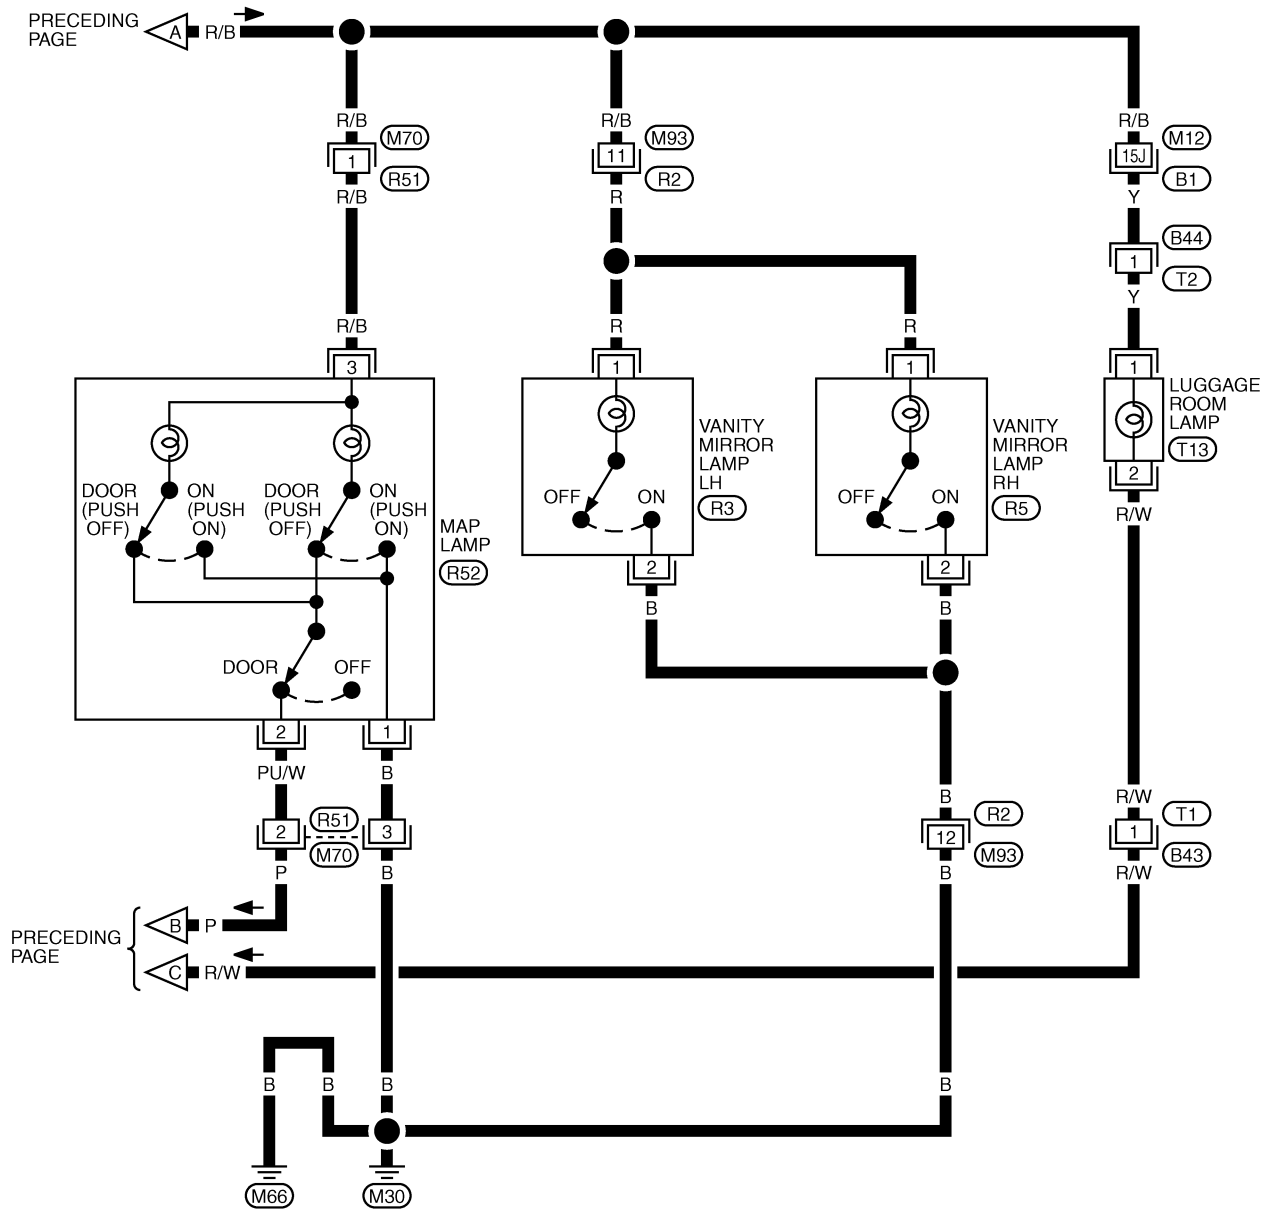 PRECEDING
PAGE
A
R/B
R/B
R/B
R/B
M70
M93
M12
1
11
15J
R51
R2
B1
R/B
R
Y
B44
1
T2
Y
R/B
R
R
3
1
1
1
LUGGAGE
ROOM
LAMP
T13
VANITY
MIRROR
LAMP
LH
R3
VANITY
MIRROR
LAMP
RH
R5
2
DOOR
(PUSH
OFF)
ON
(PUSH
ON)
DOOR
(PUSH
OFF)
ON
(PUSH
ON)
OFF
ON
OFF
ON
R/W
MAP
LAMP
R52
2
2
B
B
DOOR
OFF
2
1
PU/W
B
B
R/W
R51
R2
T1
2
3
12
1
M70
M93
B43
P
B
B
R/W
PRECEDING
PAGE
B
P
C
R/W
B
B
B
B
M66
M30